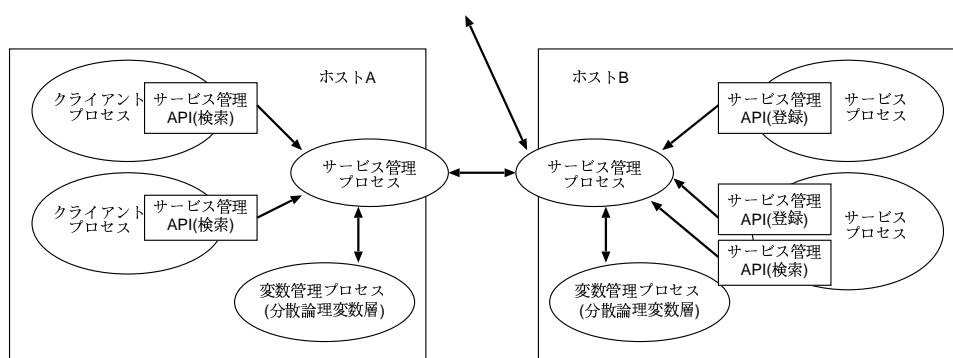 ホストA
クライアント
プロセス
サービス管理
API(検索)
サービス管理
プロセス
クライアント
プロセス
サービス管理
API(検索)
変数管理プロセス
(分散論理変数層)
ホストB
サービス管理
API(登録)
サービス
プロセス
サービス管理
プロセス
サービス管理
API(登録)
サービス
プロセス
サービス管理
API(検索)
変数管理プロセス
(分散論理変数層)